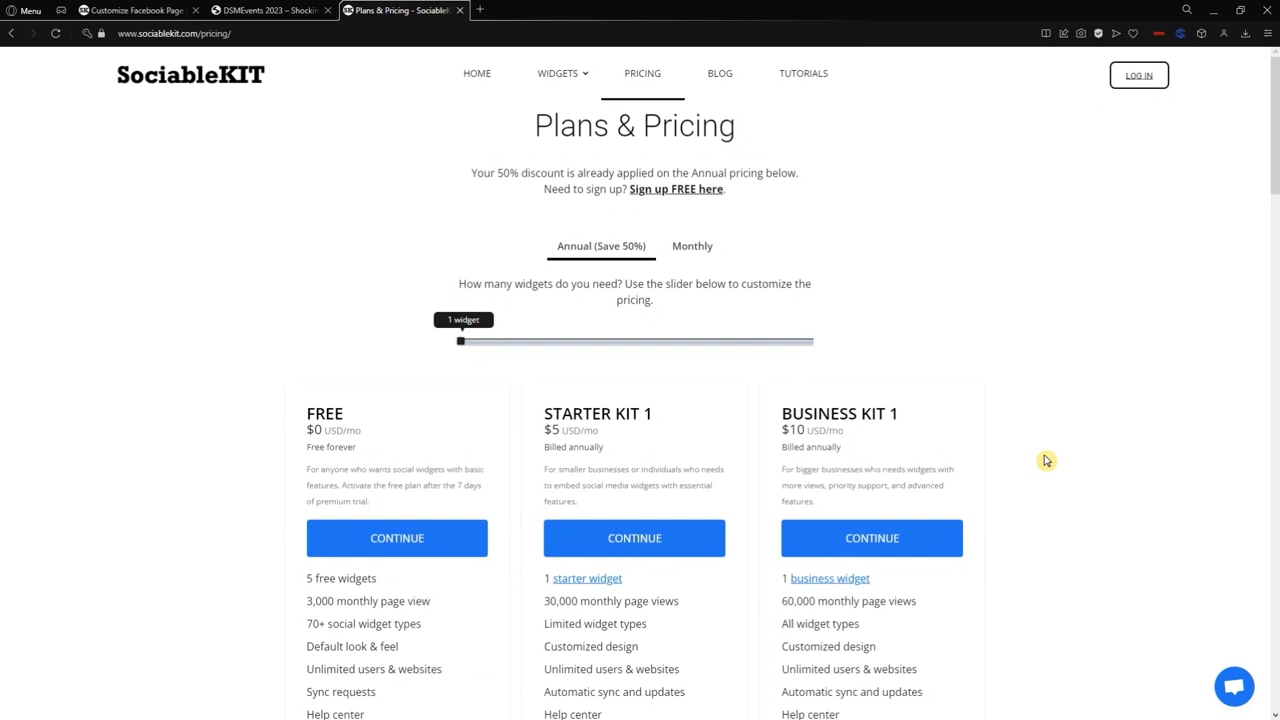 Menu
Customize Facebook Page
DSMEvents 2023 – Shockin
Plans & Pricing - SociableK
www.sociablekit.com/pricing/
SociableKIT
HOME
WIDGETS
PRICING
BLOG
TUTORIALS
LOG IN
Plans & Pricing
Your 50% discount is already applied on the Annual pricing below.
Need to sign up? Sign up FREE here.
Annual (Save 50%)
Monthly
How many widgets do you need? Use the slider below to customize the
pricing.
1 widget
FREE
$0 USD/mo
Free forever
For anyone who wants social widgets with basic
features. Activate the free plan after the 7 days
of premium trial.
CONTINUE
5 free widgets
3,000 monthly page view
70+ social widget types
Default look & feel
Unlimited users & websites
Sync requests
Help center
STARTER KIT 1
$5 USD/mo
Billed annually
For smaller businesses or individuals who needs
to embed social media widgets with essential
features.
CONTINUE
1 starter widget
30,000 monthly page views
Limited widget types
Customized design
Unlimited users & websites
Automatic sync and updates
Help center
BUSINESS KIT 1
$10 USD/mo
Billed annually
For bigger businesses who needs widgets with
more views, priority support, and advanced
features.
CONTINUE
1 business widget
60,000 monthly page views
All widget types
Customized design
Unlimited users & websites
Automatic sync and updates
Help center